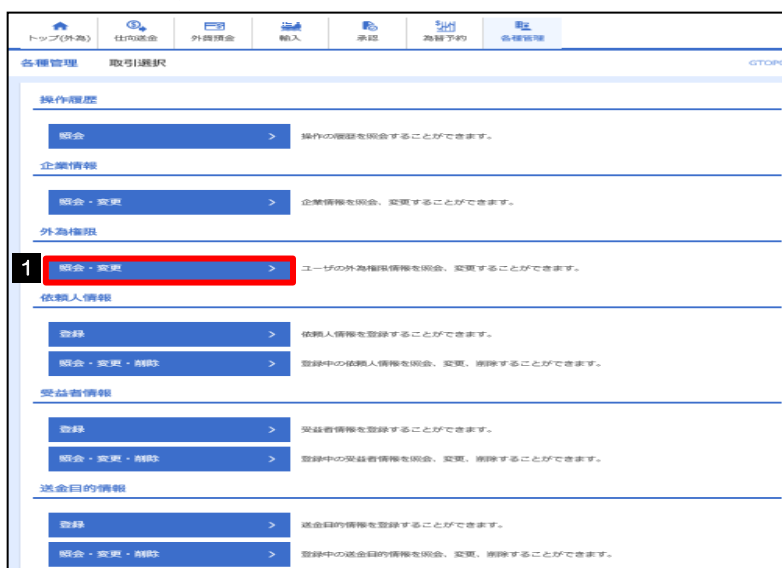 トップ(外為) 仕向送金 外貨預金 輸入 承認 為替予約 各種管理
各種管理 取引選択 GTOP
操作履歴
照会 > 操作の履歴を照会することができます。
企業情報
照会・変更 > 企業情報を照会、変更することができます。
外為権限
1 照会・変更 > ユーザの外為権限情報を照会、変更することができます。
依頼人情報
登録 > 依頼人情報を登録することができます。
照会・変更・削除 > 登録中の依頼人情報を照会、変更、削除することができます。
受益者情報
登録 > 受益者情報を登録することができます。
照会・変更・削除 > 登録中の受益者情報を照会、変更、削除することができます。
送金目的情報
登録 > 送金目的情報を登録することができます。
照会・変更・削除 > 登録中の送金目的情報を照会、変更、削除することができます。